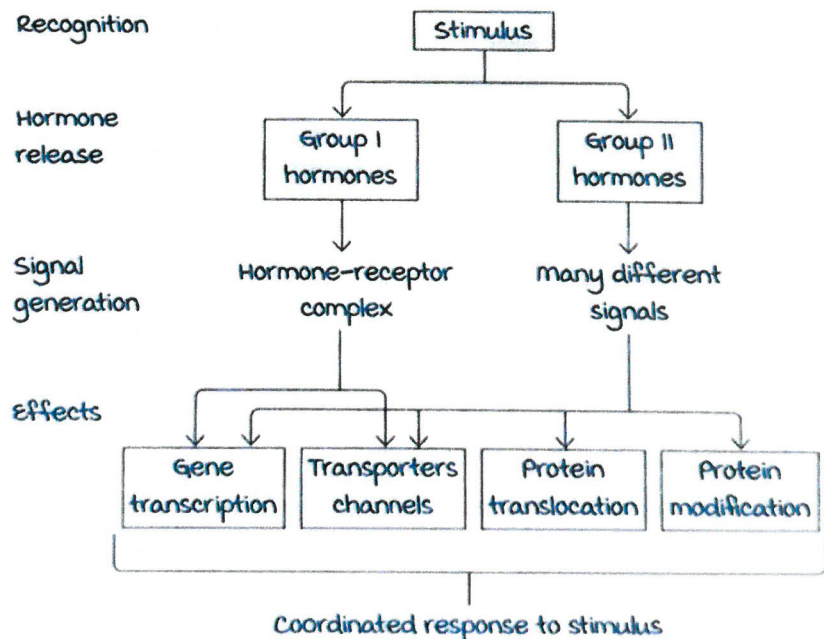 Recognition
Stimulus
Hormone
release
Group I
hormones
Group II
hormones
Signal
generation
Hormone-receptor
complex
Many different
signals
Effects
Gene
transcription
Transporters
channels
Protein
translocation
Protein
modification
Coordinated response to stimulus